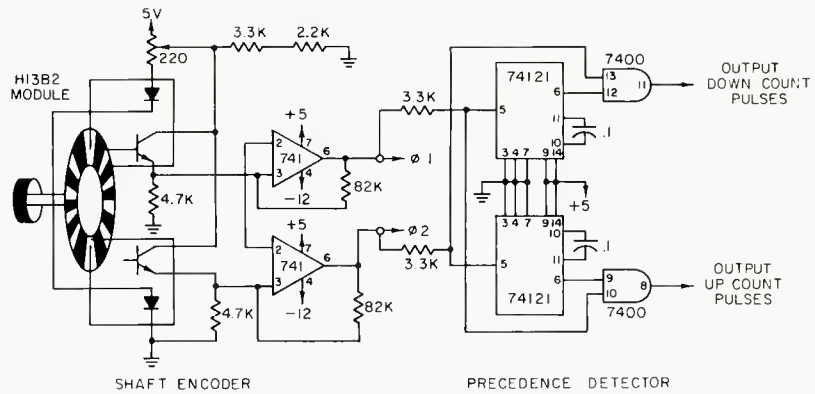 5V
220
3.3K
2.2K
H13B2
MODULE
4.7K
+5
2
7
741
6
3
4
-12
82K
ø 1
3.3K
+5
2
7
741
6
3
4
-12
82K
ø 2
3.3K
4.7K
74121
5
6
11
10
.1
3 4 7 9 14
+5
3 4 7 9 14
10
11
.1
5
6
74121
7400
13
12
11
OUTPUT
DOWN COUNT
PULSES
9
10
8
7400
OUTPUT
UP COUNT
PULSES
SHAFT ENCODER
PRECEDENCE DETECTOR